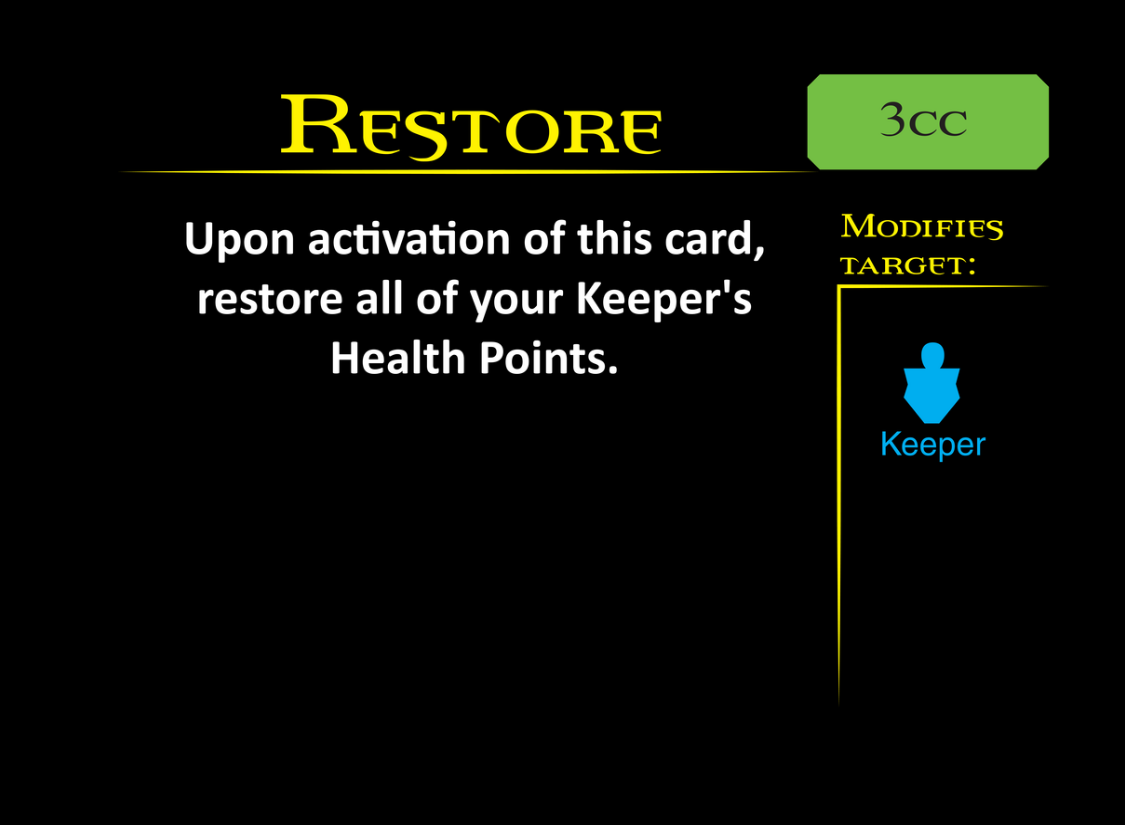 Restore
3cc
Upon activation of this card,
restore all of your Keeper's
Health Points.
Modifies
target:
Keeper